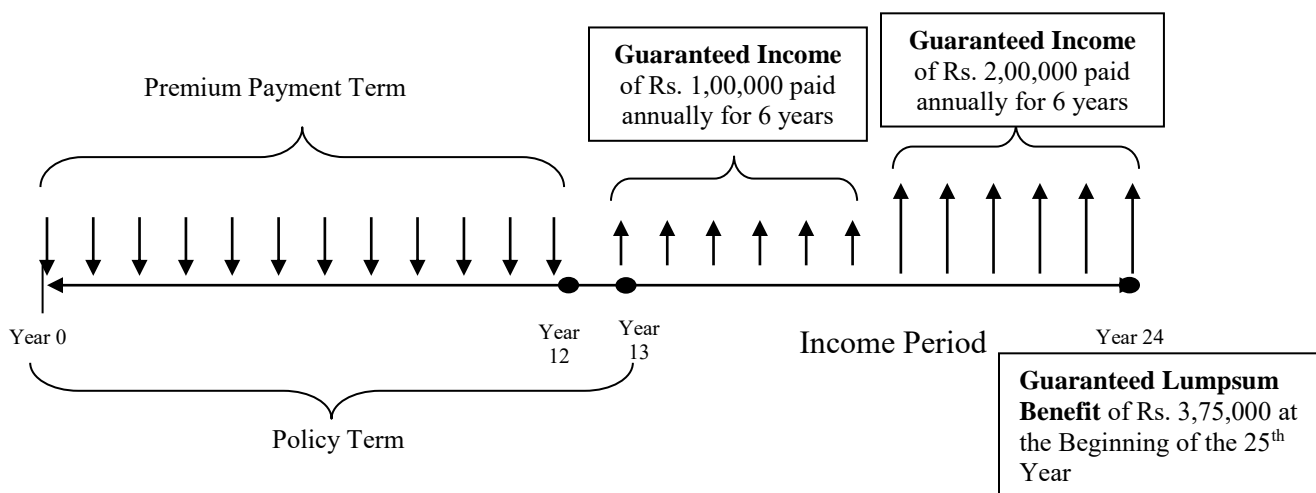 Premium Payment Term
Guaranteed Income
of Rs. 1,00,000 paid
annually for 6 years
Guaranteed Income
of Rs. 2,00,000 paid
annually for 6 years
Year 0
Year
12
Year
13
Income Period
Year 24
Policy Term
Guaranteed Lumpsum
Benefit of Rs. 3,75,000 at
the Beginning of the 25th
Year